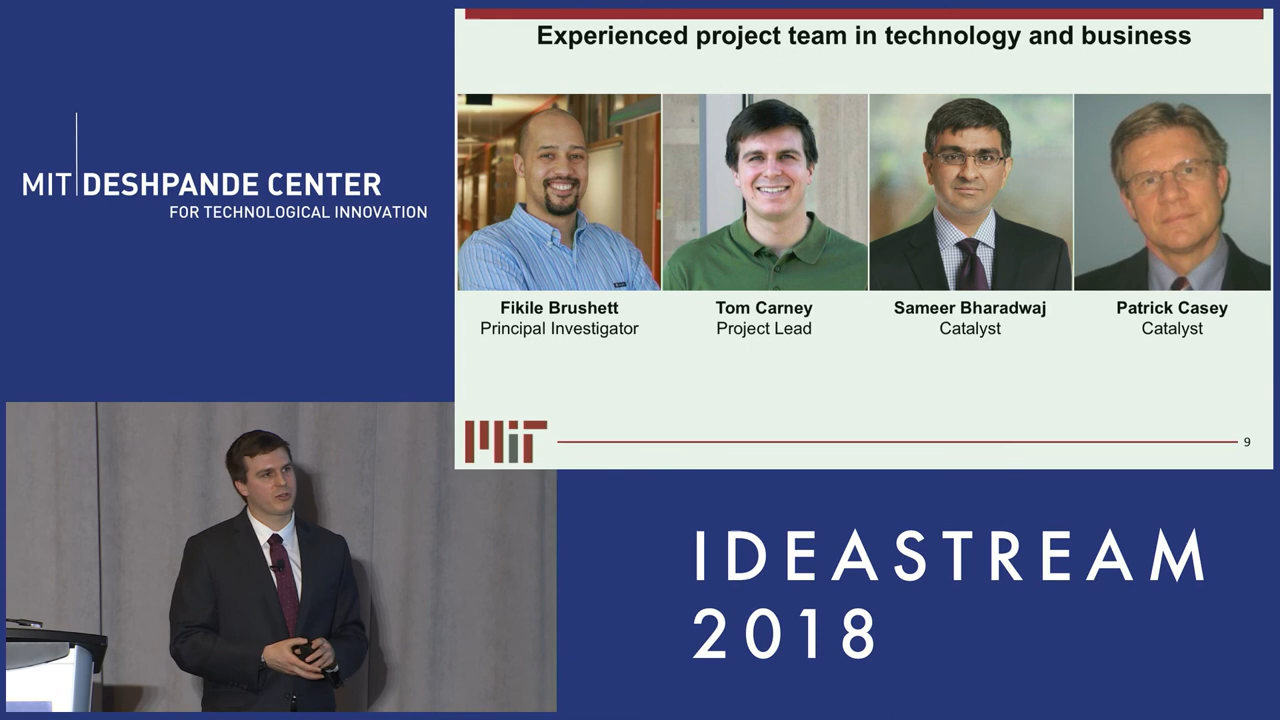 MIT DESHPANDE CENTER
FOR TECHNOLOGICAL INNOVATION
Experienced project team in technology and business
Fikile Brushett
Principal Investigator
Tom Carney
Project Lead
Sameer Bharadwaj
Catalyst
Patrick Casey
Catalyst
MIT
9
IDEASTREAM
2018